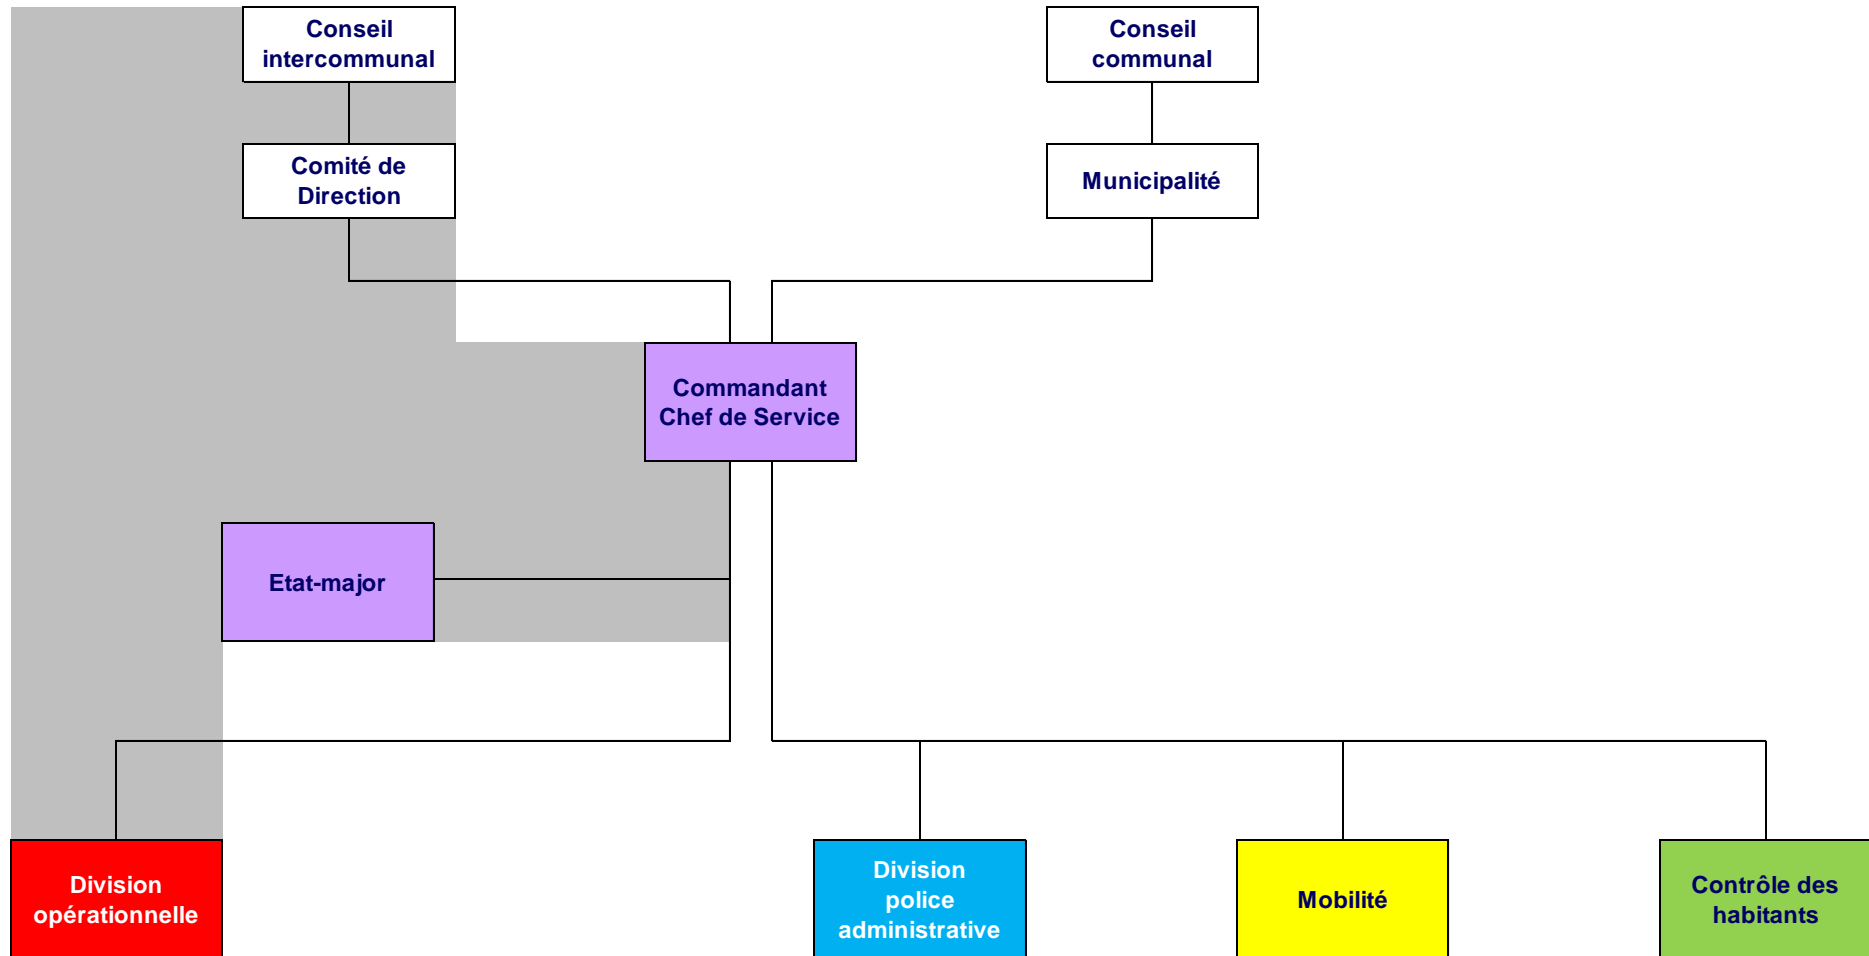 Conseil
intercommunal
Conseil
communal
Comité de
Direction
Municipalité
Commandant
Chef de Service
Etat-major
Division
opérationnelle
Division
police
administrative
Mobilité
Contrôle des
habitants